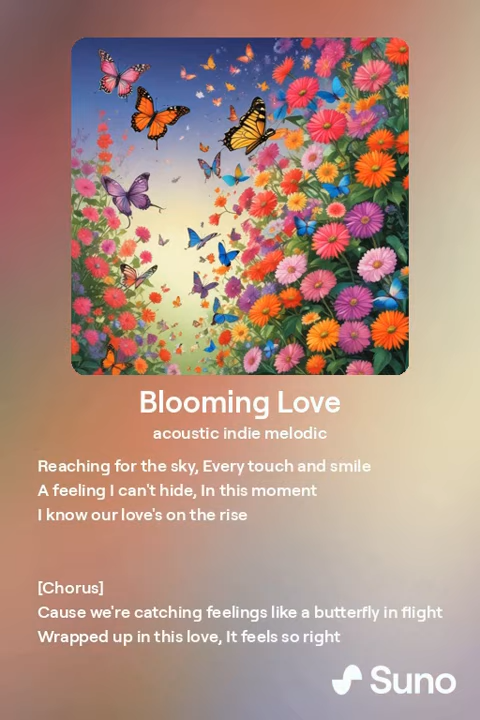 Blooming Love
acoustic indie melodic
Reaching for the sky, Every touch and smile
A feeling I can't hide, In this moment
I know our love's on the rise
[Chorus]
Cause we're catching feelings like a butterfly in flight
Wrapped up in this love, It feels so right
Suno